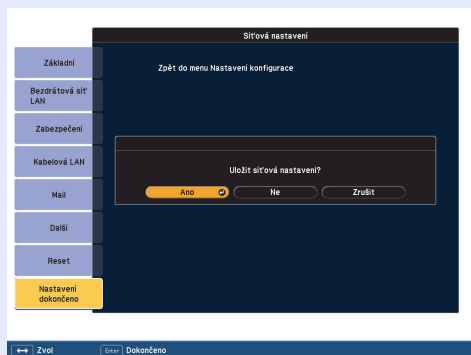 Síťová nastavení
Základní
Zpět do menu Nastavení konfigurace
Bezdrátová síť
LAN
Zabezpečení
Kabelová LAN
Uložit síťová nastavení?
Mail
Ano
Ne
Zrušit
Další
Reset
Nastavení
dokončeno
Zvol
Enter Dokončeno